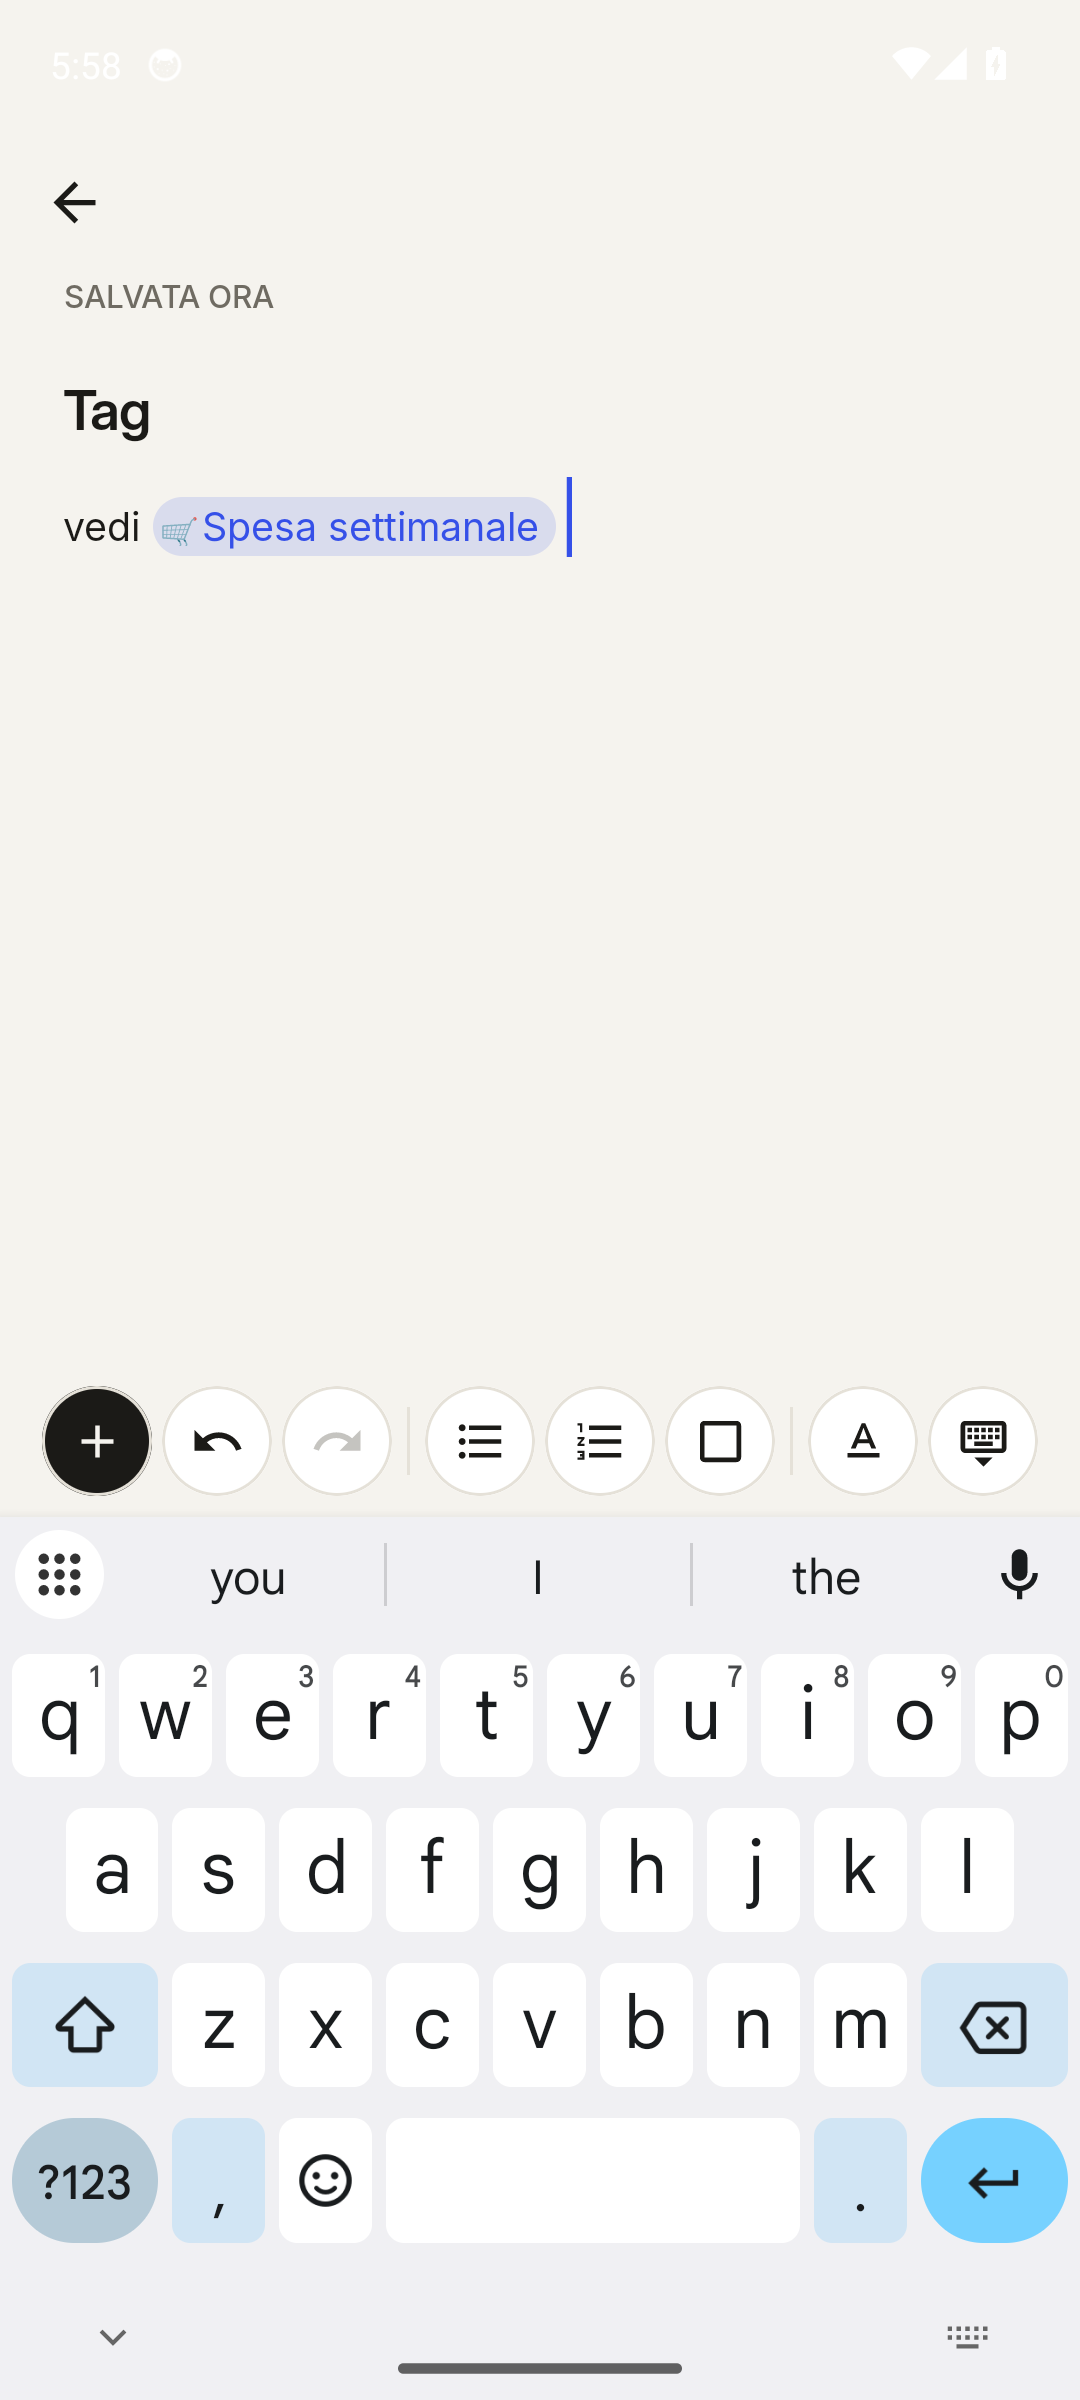 5:58
SALVATA ORA
Tag
vedi 🛒Spesa settimanale
you I the
1 2 3 4 5 6 7 8 9 0
q w e r t y u i o p
a s d f g h j k l
z x c v b n m
?123 , .